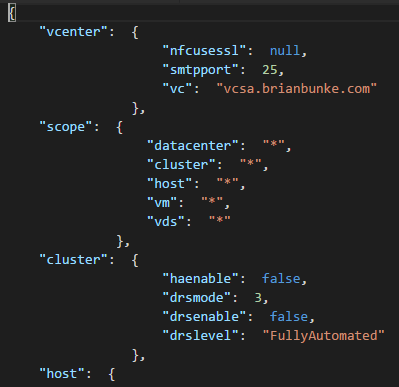 {
"vcenter": {
"nfcusessl": null,
"smtpport": 25,
"vc": "vcsa.brianbunke.com"
},
"scope": {
"datacenter": "*",
"cluster": "*",
"host": "*",
"vm": "*",
"vds": "*"
},
"cluster": {
"haenable": false,
"drsmode": 3,
"drsenable": false,
"drslevel": "FullyAutomated"
},
"host": {